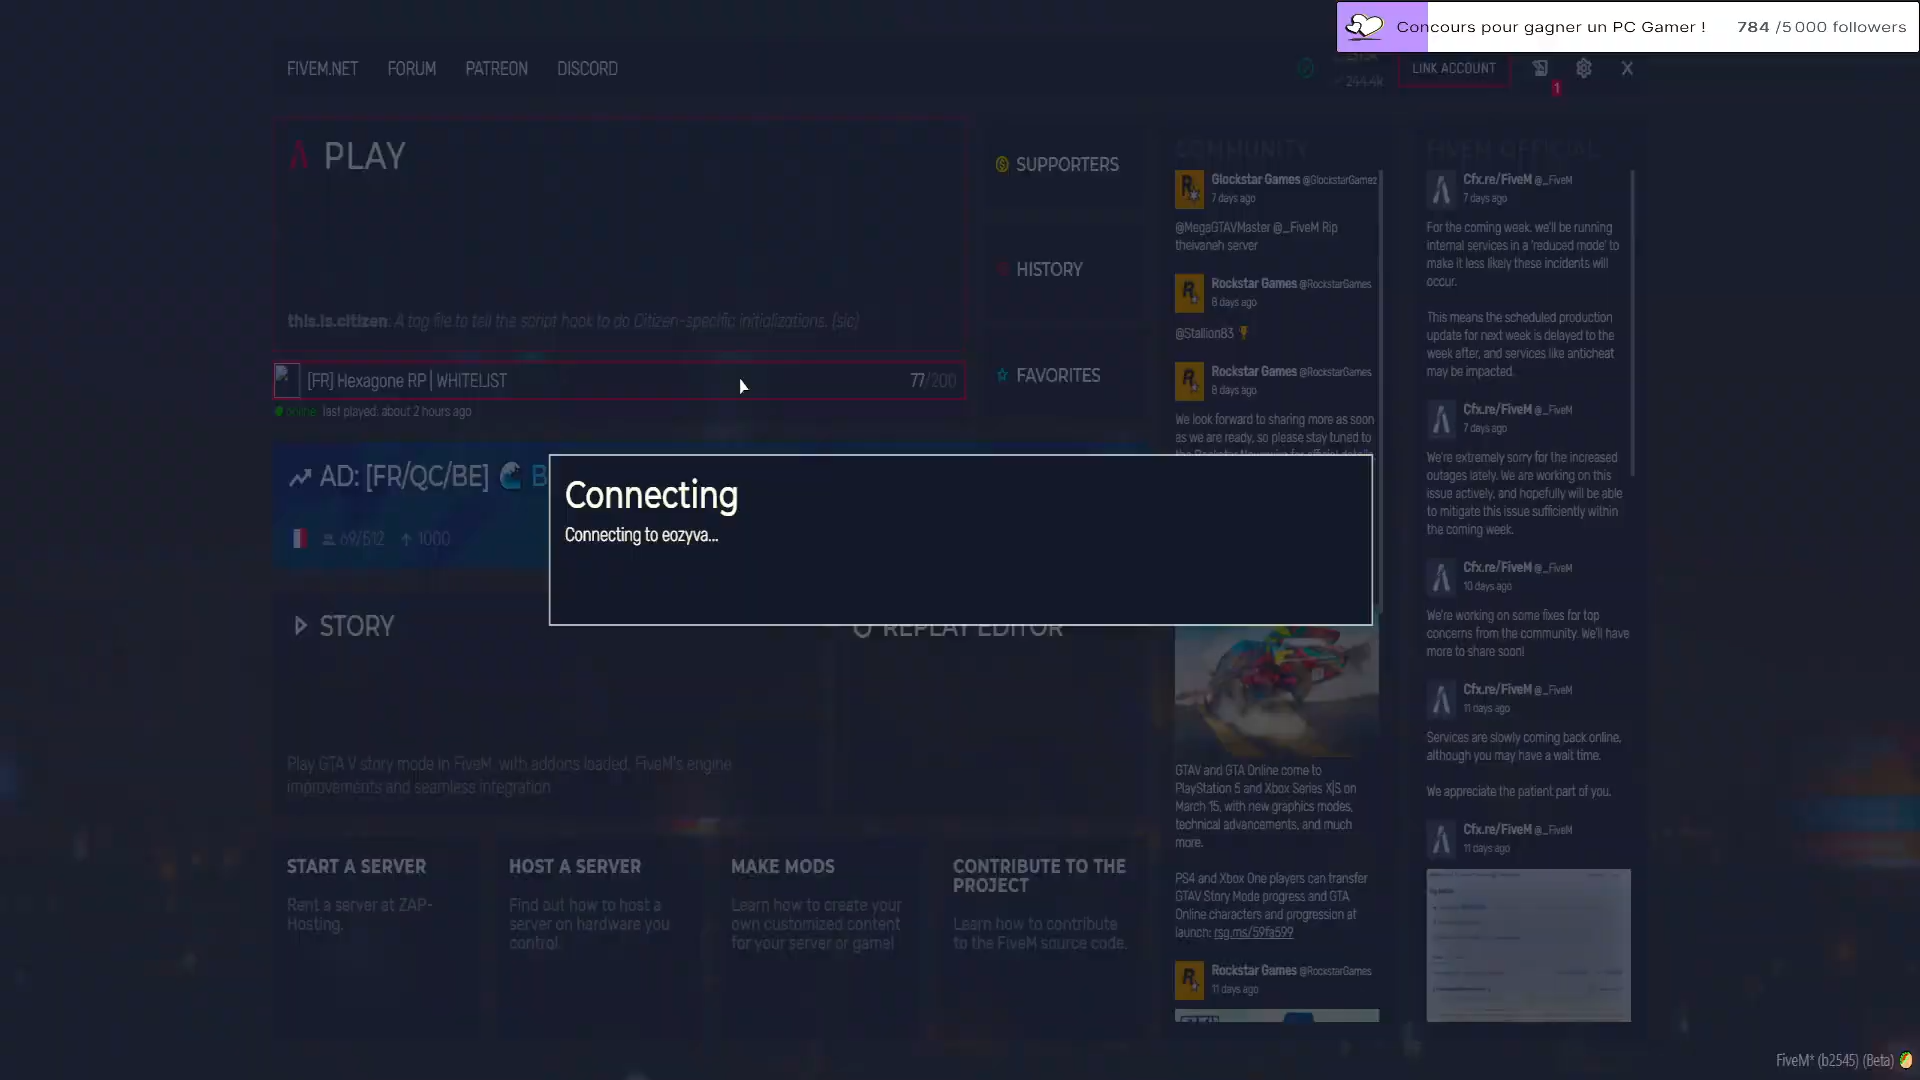 Concours pour gagner un PC Gamer !
784 /5 000 followers
FIVEM.NET
FORUM
PATREON
DISCORD
244.4k
LINK ACCOUNT
1
PLAY
this.is.citizen: A tag file to tell the script hook to do Citizen-specific initializations. (sic)
[FR] Hexagone RP | WHITELIST
77/200
online last played: about 2 hours ago
SUPPORTERS
HISTORY
FAVORITES
AD: [FR/QC/BE] 🌊 B
69/512
1000
Connecting
Connecting to eozyva...
STORY
Play GTA V story mode in FiveM, with addons loaded, FiveM's engine
improvements and seamless integration
REPLAY EDITOR
START A SERVER
Rent a server at ZAP-
Hosting.
HOST A SERVER
Find out how to host a
server on hardware you
control.
MAKE MODS
Learn how to create your
own customized content
for your server or game!
CONTRIBUTE TO THE
PROJECT
Learn how to contribute
to the FiveM source code.
COMMUNITY
Glockstar Games @GlockstarGamez
7 days ago
@MegaGTAVMaster @_FiveM Rip
theivaneh server
Rockstar Games @RockstarGames
8 days ago
@Stallion83 🏆
Rockstar Games @RockstarGames
8 days ago
We look forward to sharing more as soon
as we are ready, so please stay tuned to
GTAV and GTA Online come to
PlayStation 5 and Xbox Series X|S on
March 15, with new graphics modes,
technical advancements, and much
more.
PS4 and Xbox One players can transfer
GTAV Story Mode progress and GTA
Online characters and progression at
launch: rsg.ms/59fa599
Rockstar Games @RockstarGames
11 days ago
FIVEM OFFICIAL
Cfx.re/FiveM @_FiveM
7 days ago
For the coming week, we'll be running
internal services in a 'reduced mode' to
make it less likely these incidents will
occur.
This means the scheduled production
update for next week is delayed to the
week after, and services like anticheat
may be impacted.
Cfx.re/FiveM @_FiveM
7 days ago
We're extremely sorry for the increased
outages lately. We are working on this
issue actively, and hopefully will be able
to mitigate this issue sufficiently within
the coming week.
Cfx.re/FiveM @_FiveM
10 days ago
We're working on some fixes for top
concerns from the community. We'll have
more to share soon!
Cfx.re/FiveM @_FiveM
11 days ago
Services are slowly coming back online,
although you may have a wait time.
We appreciate the patient part of you.
Cfx.re/FiveM @_FiveM
11 days ago
FiveM* (b2545) (Beta) 🌮